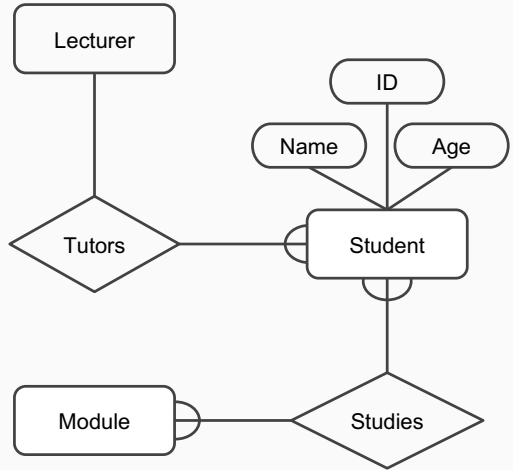 Lecturer
ID
Name
Age
Tutors
Student
Module
Studies